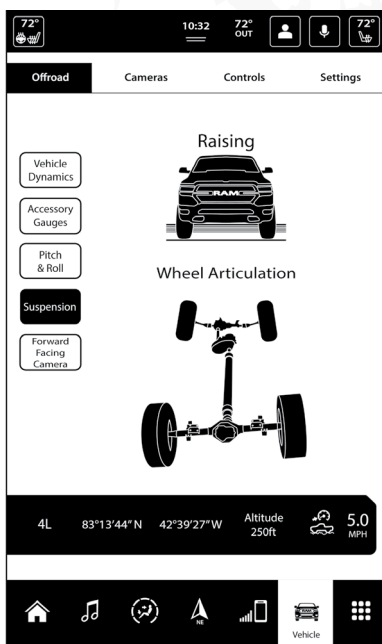 72°
10:32
72°
OUT
72°
Offroad
Cameras
Controls
Settings
Raising
RAM
Vehicle
Dynamics
Accessory
Gauges
Pitch
& Roll
Suspension
Forward
Facing
Camera
Wheel Articulation
4L
83°13’44” N
42°39’27” W
Altitude
250ft
5.0
MPH
NE
Vehicle